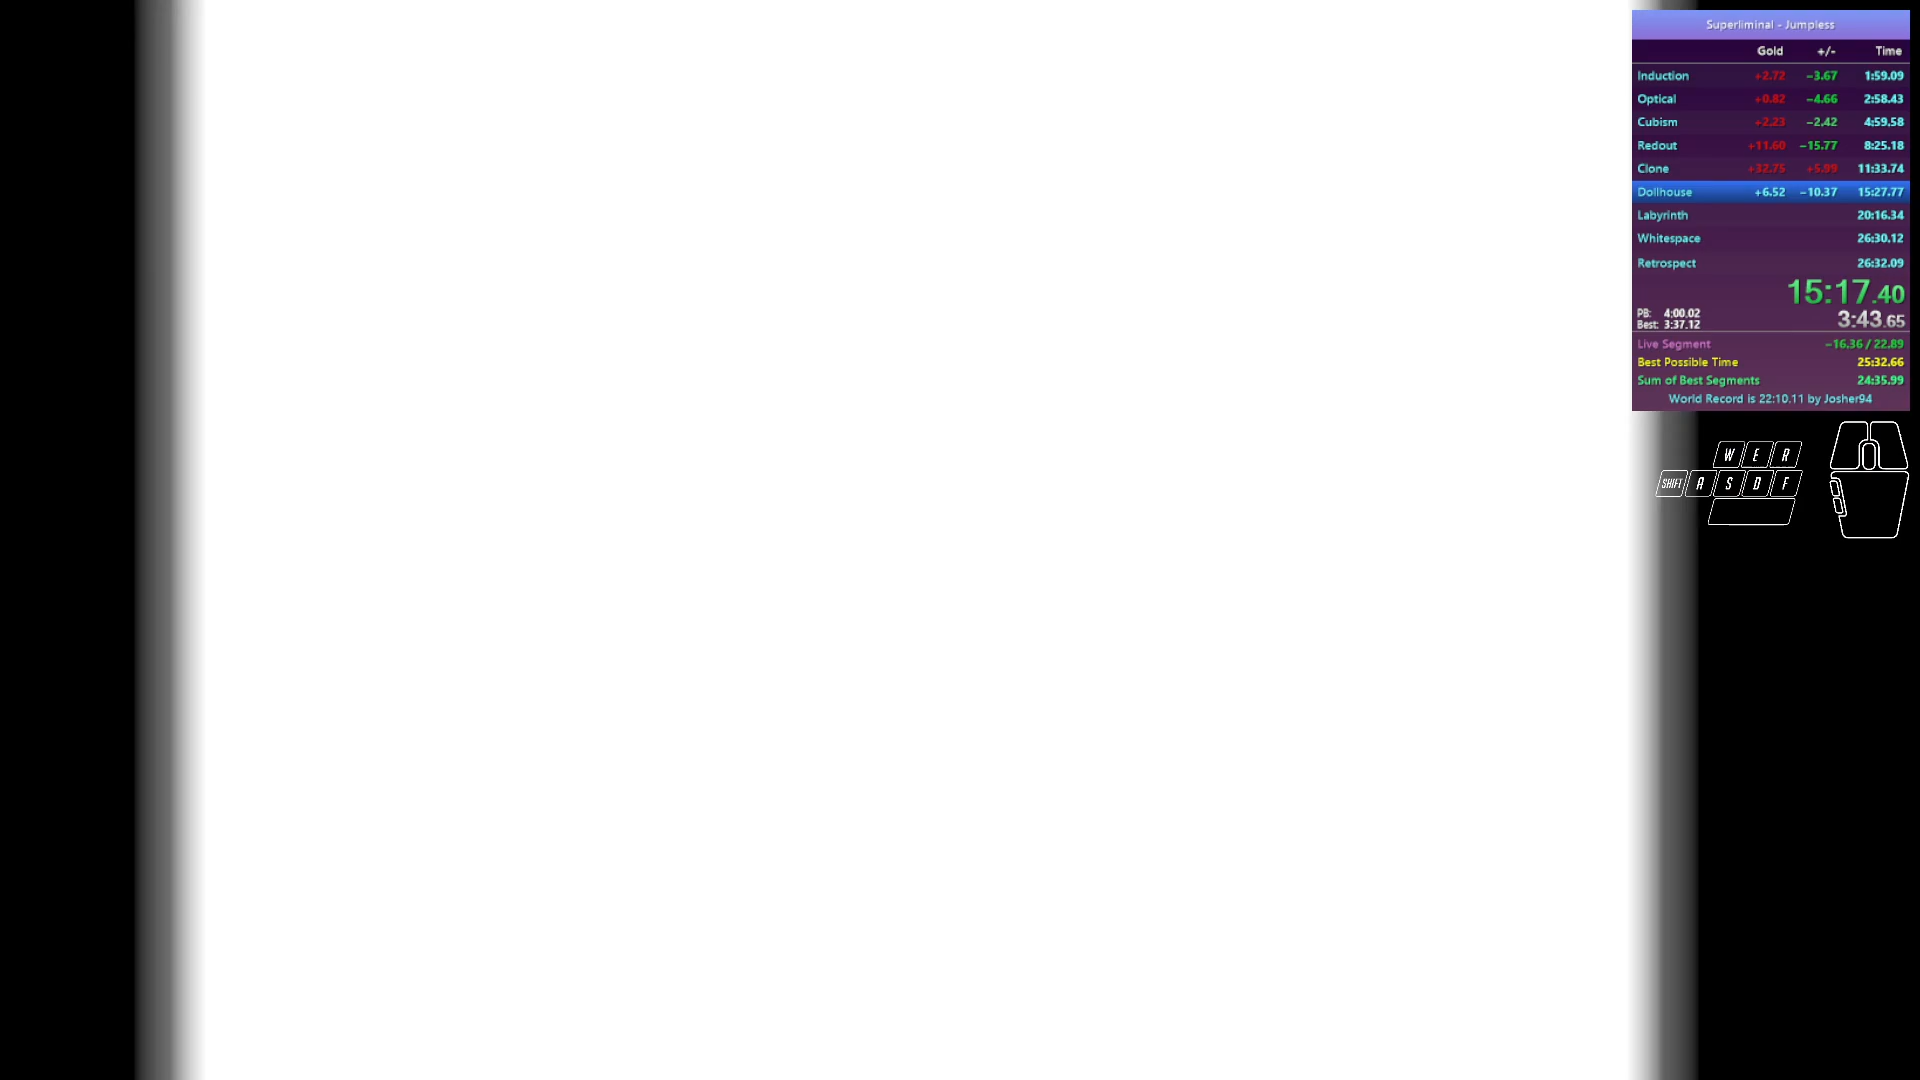 Superliminal - Jumpless
Gold +/- Time
Induction +2.72 −3.67 1:59.09
Optical +0.82 −4.66 2:58.43
Cubism +2.23 −2.42 4:59.58
Redout +11.60 −15.77 8:25.18
Clone +32.75 +5.99 11:33.74
Dollhouse +6.52 −10.37 15:27.77
Labyrinth 20:16.34
Whitespace 26:30.12
Retrospect 26:32.09
15:17.40
PB: 4:00.02
Best: 3:37.12
3:43.65
Live Segment −16.36 / 22.89
Best Possible Time 25:32.66
Sum of Best Segments 24:35.99
World Record is 22:10.11 by Josher94
W E R
SHIFT A S D F